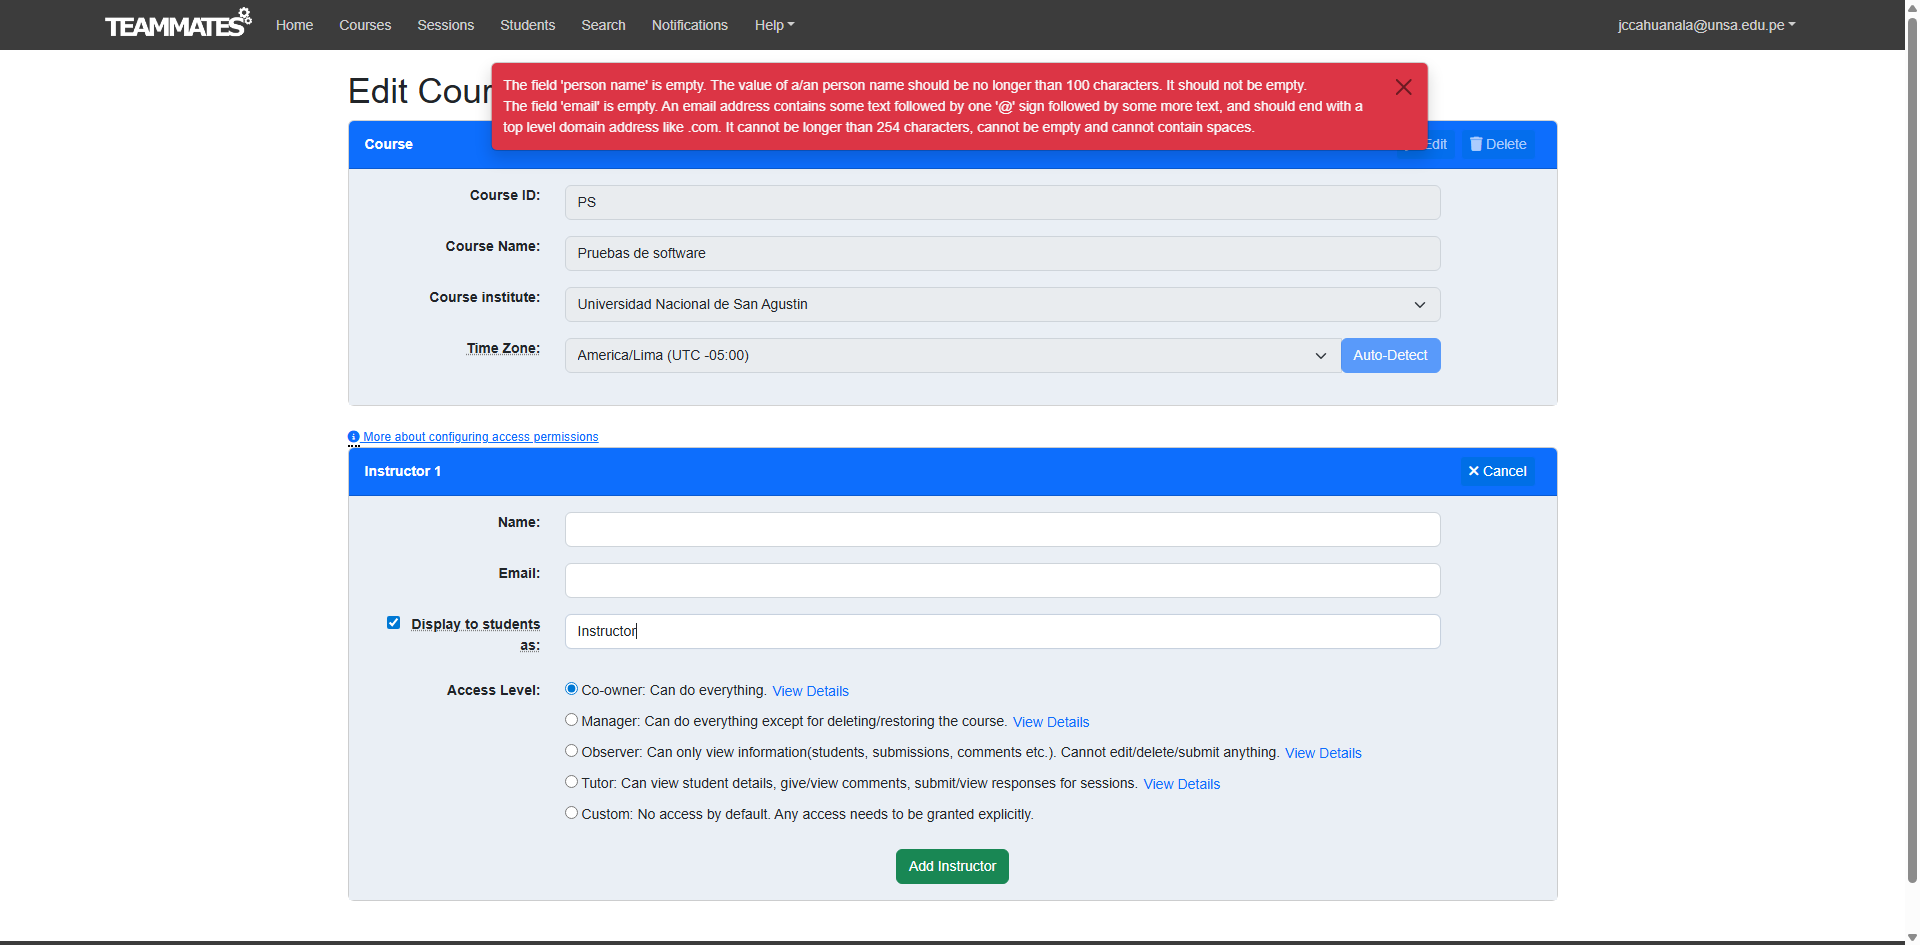 TEAMMATES Home Courses Sessions Students Search Notifications Help jccahuanala@unsa.edu.pe
Edit Cour
The field 'person name' is empty. The value of a/an person name should be no longer than 100 characters. It should not be empty.
The field 'email' is empty. An email address contains some text followed by one '@' sign followed by some more text, and should end with a
top level domain address like .com. It cannot be longer than 254 characters, cannot be empty and cannot contain spaces.
Course Edit Delete
Course ID: PS
Course Name: Pruebas de software
Course institute: Universidad Nacional de San Agustin
Time Zone: America/Lima (UTC -05:00) Auto-Detect
More about configuring access permissions
Instructor 1 Cancel
Name:
Email:
Display to students
as: Instructor
Access Level: Co-owner: Can do everything. View Details
Manager: Can do everything except for deleting/restoring the course. View Details
Observer: Can only view information(students, submissions, comments etc.). Cannot edit/delete/submit anything. View Details
Tutor: Can view student details, give/view comments, submit/view responses for sessions. View Details
Custom: No access by default. Any access needs to be granted explicitly.
Add Instructor